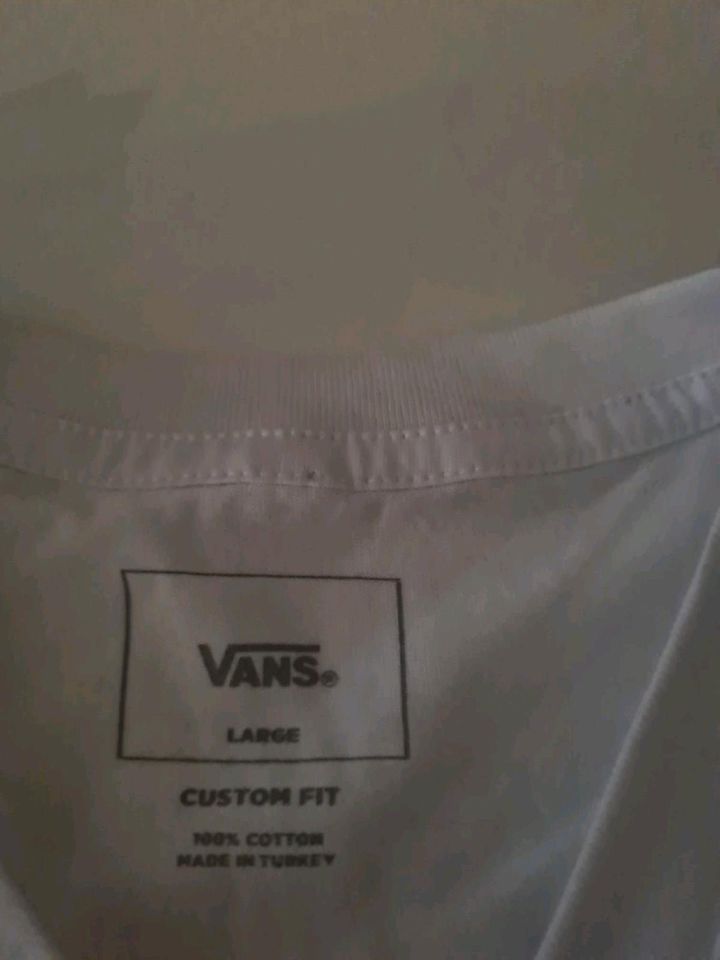 VANS®
LARGE
CUSTOM FIT
100% COTTON
MADE IN TURKEY